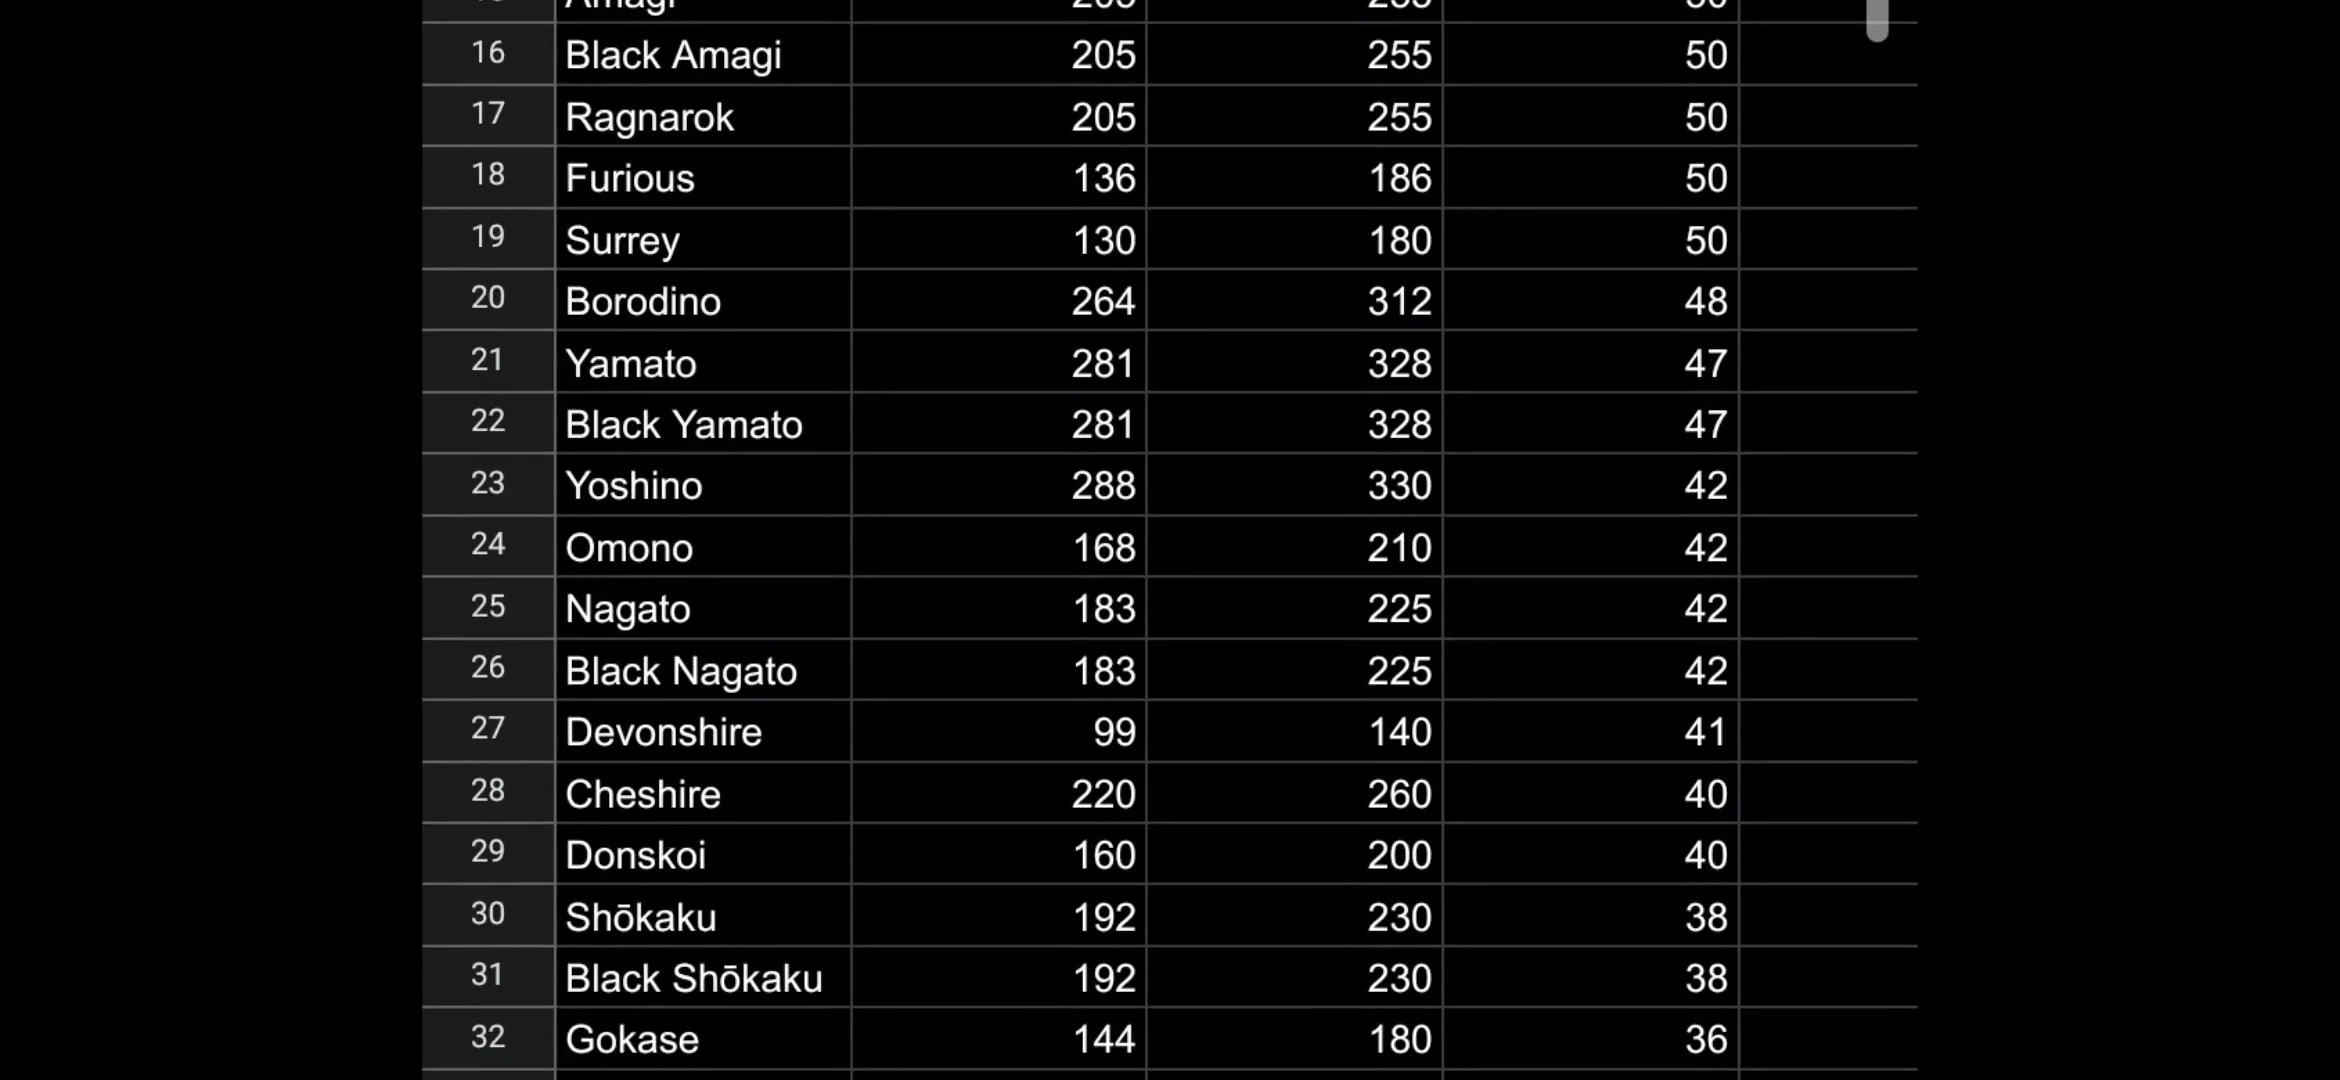 Amagi 205 255 50
16 Black Amagi 205 255 50
17 Ragnarok 205 255 50
18 Furious 136 186 50
19 Surrey 130 180 50
20 Borodino 264 312 48
21 Yamato 281 328 47
22 Black Yamato 281 328 47
23 Yoshino 288 330 42
24 Omono 168 210 42
25 Nagato 183 225 42
26 Black Nagato 183 225 42
27 Devonshire 99 140 41
28 Cheshire 220 260 40
29 Donskoi 160 200 40
30 Shōkaku 192 230 38
31 Black Shōkaku 192 230 38
32 Gokase 144 180 36